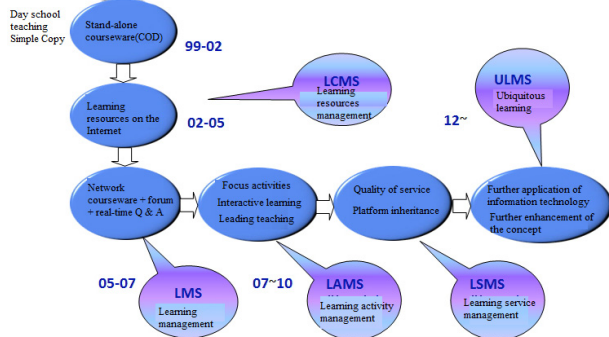 Day school
teaching
Simple Copy
Stand-alone
courseware(COD)
99-02
LCMS
Learning
resources
management
ULMS
Ubiquitous
learning
Learning
resources on the
Internet
02-05
12~
Network
courseware + forum
+ real-time Q & A
Focus activities
Interactive learning
Leading teaching
Quality of service
Platform inheritance
Further application of
information technology
Further enhancement of
the concept
05-07
LMS
Learning
management
07~10
LAMS
Learning activity
management
LSMS
Learning service
management